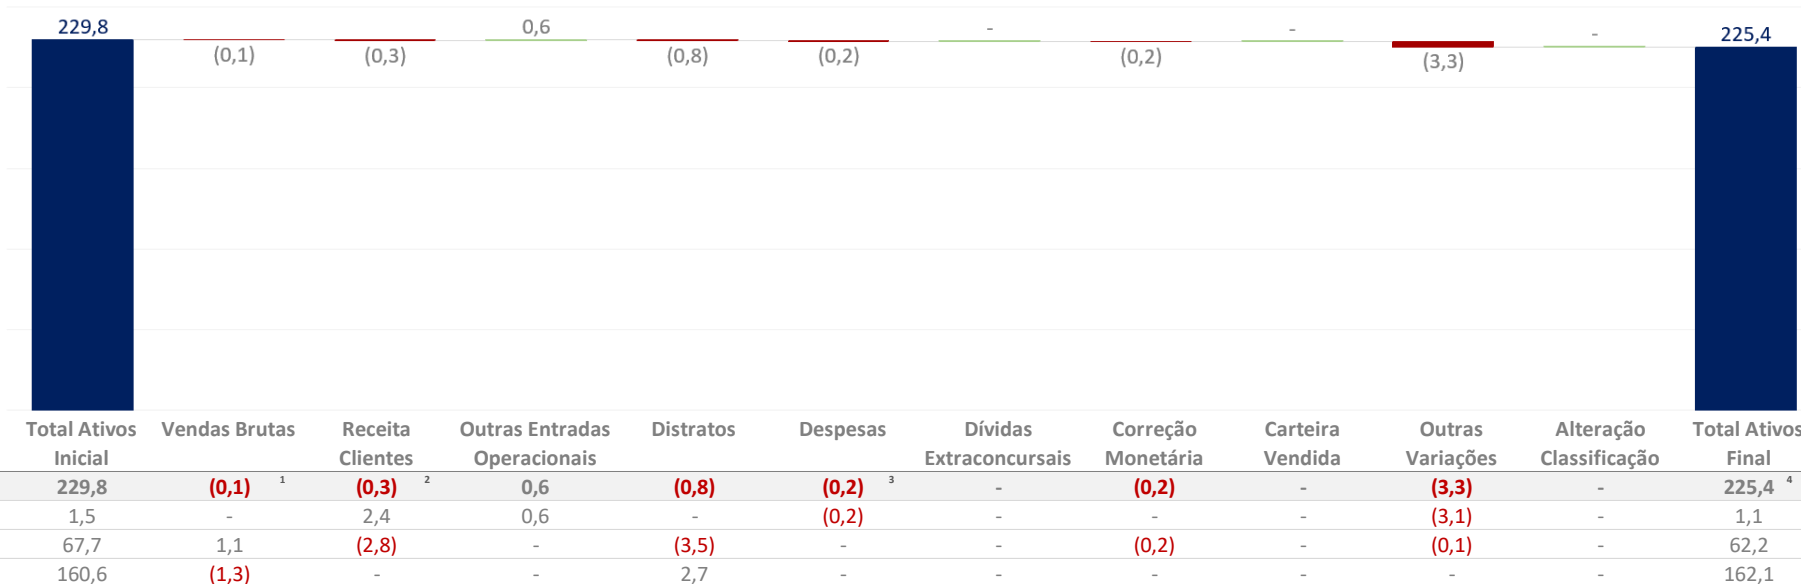 229,8 (0,1) (0,3) 0,6 (0,8) (0,2) - (0,2) - (3,3) - 225,4
Total Ativos Inicial Vendas Brutas Receita Clientes Outras Entradas Operacionais Distratos Despesas Dívidas Extraconcursais Correção Monetária Carteira Vendida Outras Variações Alteração Classificação Total Ativos Final
229,8 (0,1) 1 (0,3) 2 0,6 (0,8) (0,2) 3 - (0,2) - (3,3) - 225,4 4
1,5 - 2,4 0,6 - (0,2) - - - (3,1) - 1,1
67,7 1,1 (2,8) - (3,5) - - (0,2) - (0,1) - 62,2
160,6 (1,3) - - 2,7 - - - - - - 162,1